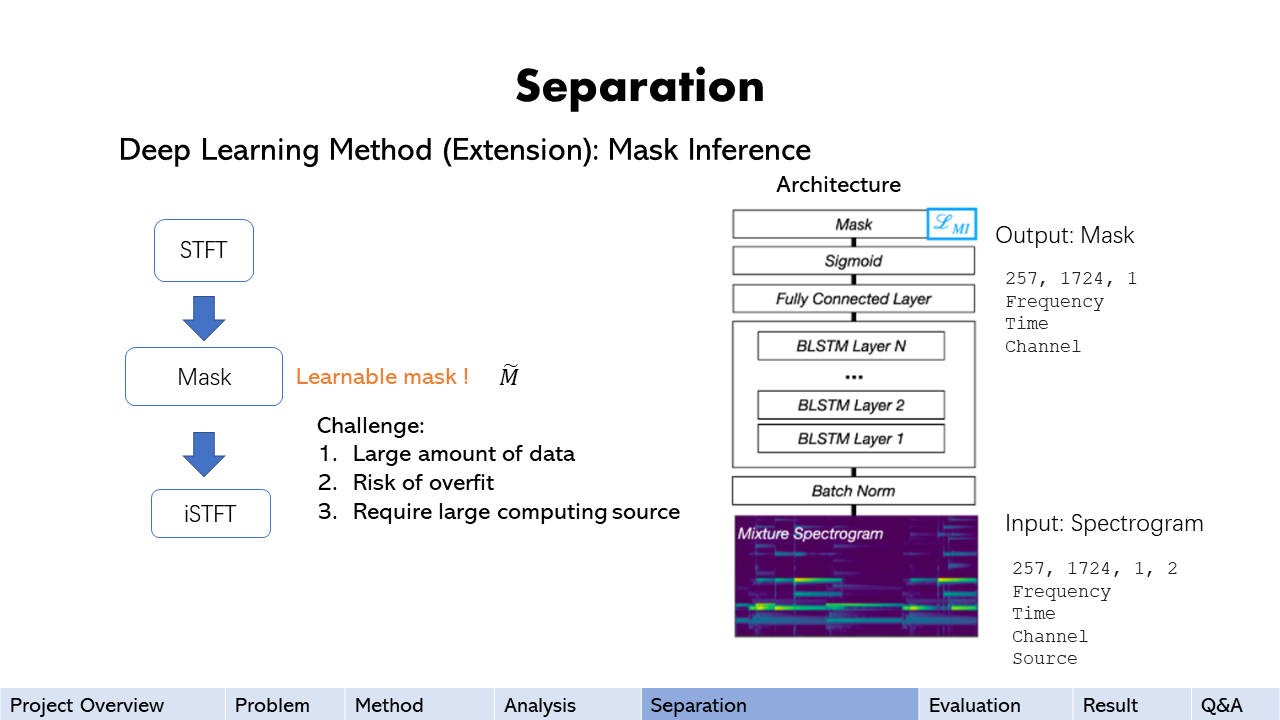 Separation
Deep Learning Method (Extension): Mask Inference
STFT
Mask
iSTFT
Learnable mask !
M̃
Challenge:
1. Large amount of data
2. Risk of overfit
3. Require large computing source
Architecture
Mask
ℒMI
Sigmoid
Fully Connected Layer
BLSTM Layer N
...
BLSTM Layer 2
BLSTM Layer 1
Batch Norm
Mixture Spectrogram
Output: Mask
257, 1724, 1
Frequency
Time
Channel
Input: Spectrogram
257, 1724, 1, 2
Frequency
Time
Channel
Source
Project Overview
Problem
Method
Analysis
Separation
Evaluation
Result
Q&A